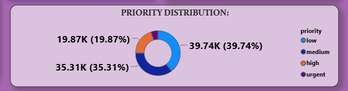 PRIORITY DISTRIBUTION:
19.87K (19.87%)
39.74K (39.74%)
35.31K (35.31%)
priority
low
medium
high
urgent